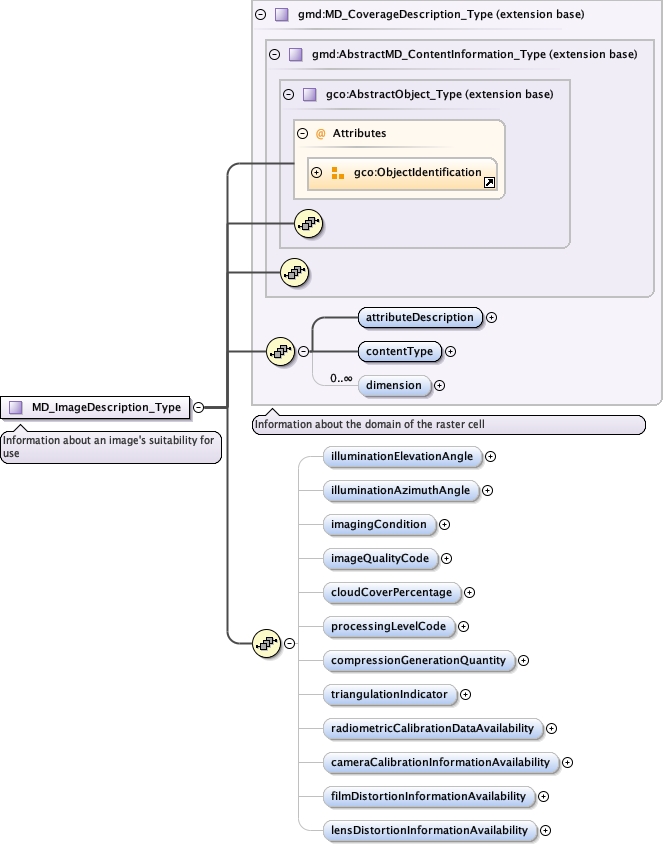 gmd:MD_CoverageDescription_Type (extension base)
gmd:AbstractMD_ContentInformation_Type (extension base)
gco:AbstractObject_Type (extension base)
@ Attributes
gco:ObjectIdentification
attributeDescription
contentType
0..∞
dimension
MD_ImageDescription_Type
Information about an image's suitability for
use
Information about the domain of the raster cell
illuminationElevationAngle
illuminationAzimuthAngle
imagingCondition
imageQualityCode
cloudCoverPercentage
processingLevelCode
compressionGenerationQuantity
triangulationIndicator
radiometricCalibrationDataAvailability
cameraCalibrationInformationAvailability
filmDistortionInformationAvailability
lensDistortionInformationAvailability